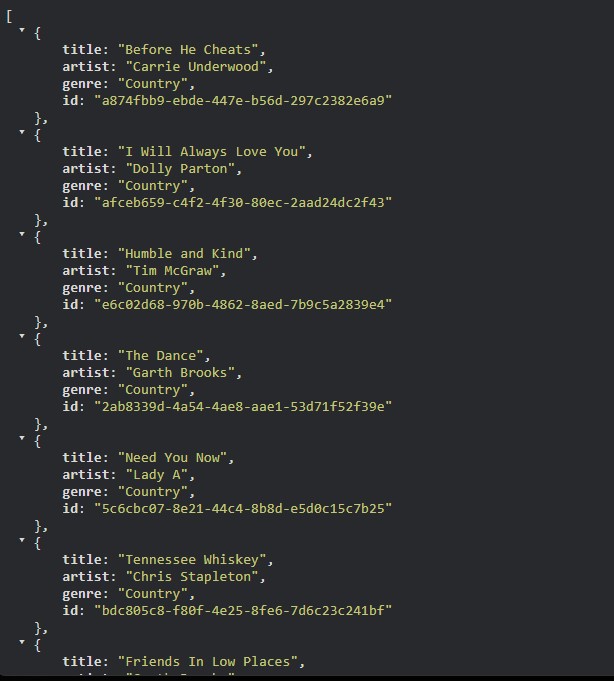 [
{
title: "Before He Cheats",
artist: "Carrie Underwood",
genre: "Country",
id: "a874fbb9-ebde-447e-b56d-297c2382e6a9"
},
{
title: "I Will Always Love You",
artist: "Dolly Parton",
genre: "Country",
id: "afceb659-c4f2-4f30-80ec-2aad24dc2f43"
},
{
title: "Humble and Kind",
artist: "Tim McGraw",
genre: "Country",
id: "e6c02d68-970b-4862-8aed-7b9c5a2839e4"
},
{
title: "The Dance",
artist: "Garth Brooks",
genre: "Country",
id: "2ab8339d-4a54-4ae8-aae1-53d71f52f39e"
},
{
title: "Need You Now",
artist: "Lady A",
genre: "Country",
id: "5c6cbc07-8e21-44c4-8b8d-e5d0c15c7b25"
},
{
title: "Tennessee Whiskey",
artist: "Chris Stapleton",
genre: "Country",
id: "bdc805c8-f80f-4e25-8fe6-7d6c23c241bf"
},
{
title: "Friends In Low Places",